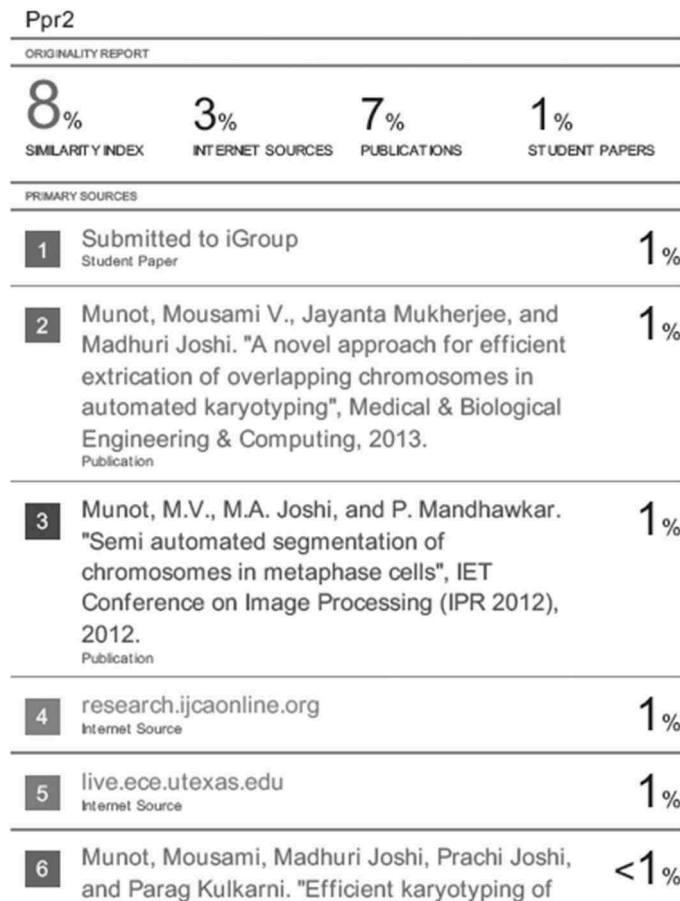 Ppr2
ORIGINALITY REPORT
8% 3% 7% 1%
SIMILARITY INDEX INTERNET SOURCES PUBLICATIONS STUDENT PAPERS
PRIMARY SOURCES
1 Submitted to iGroup 1%
Student Paper
2 Munot, Mousami V., Jayanta Mukherjee, and 1%
Madhuri Joshi. "A novel approach for efficient
extrication of overlapping chromosomes in
automated karyotyping", Medical & Biological
Engineering & Computing, 2013.
Publication
3 Munot, M.V., M.A. Joshi, and P. Mandhawkar. 1%
"Semi automated segmentation of
chromosomes in metaphase cells", IET
Conference on Image Processing (IPR 2012),
2012.
Publication
4 research.ijcaonline.org 1%
Internet Source
5 live.ece.utexas.edu 1%
Internet Source
6 Munot, Mousami, Madhuri Joshi, Prachi Joshi, <1%
and Parag Kulkarni. "Efficient karyotyping of